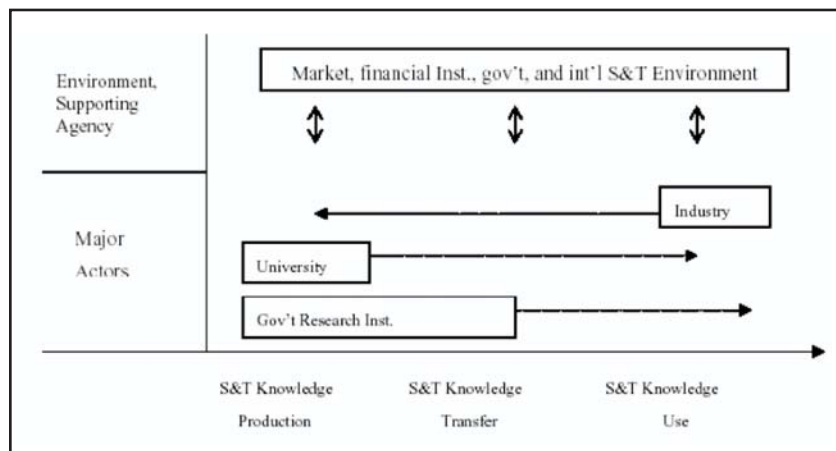 Market, financial Inst., gov't, and int'l S&T Environment
Environment,
Supporting
Agency
Industry
Major
Actors
University
Gov't Research Inst.
S&T Knowledge
Production
S&T Knowledge
Transfer
S&T Knowledge
Use